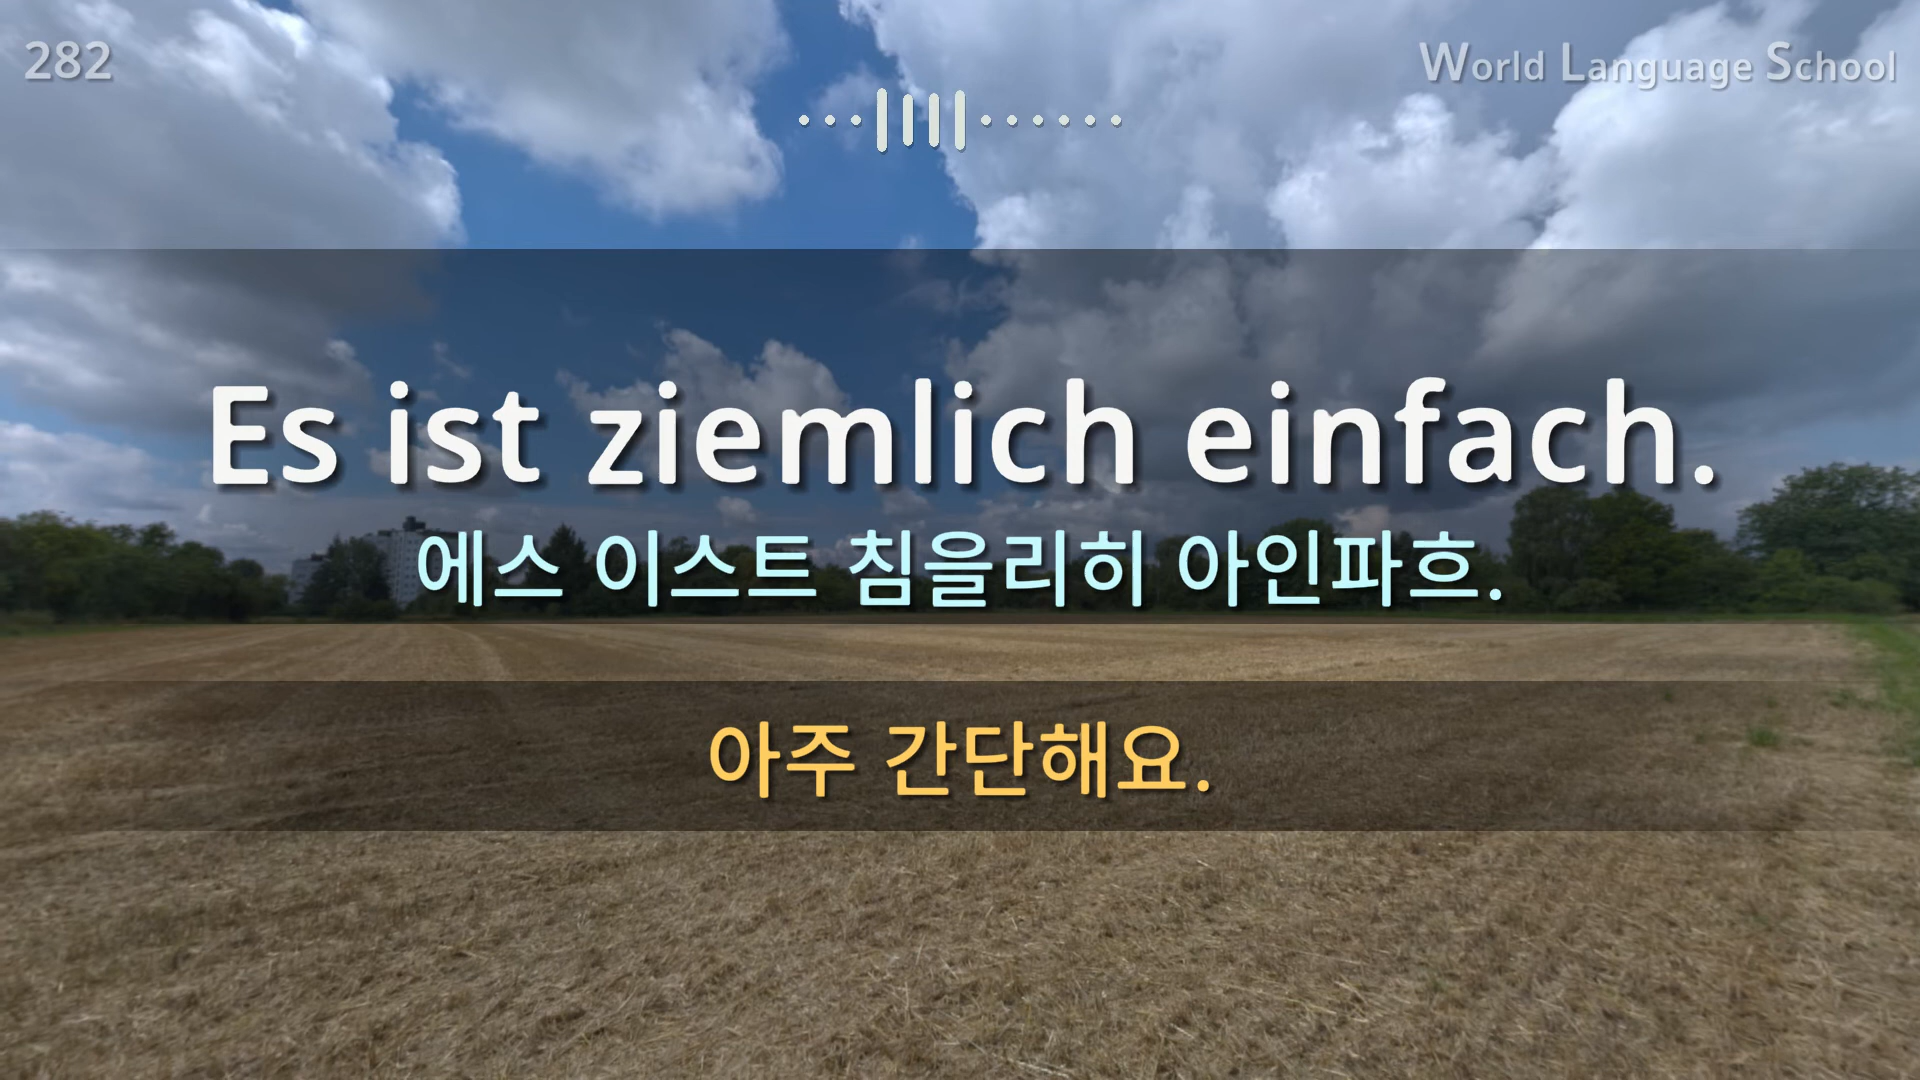 282
World Language School
Es ist ziemlich einfach.
에스 이스트 침을리히 아인파흐.
아주 간단해요.